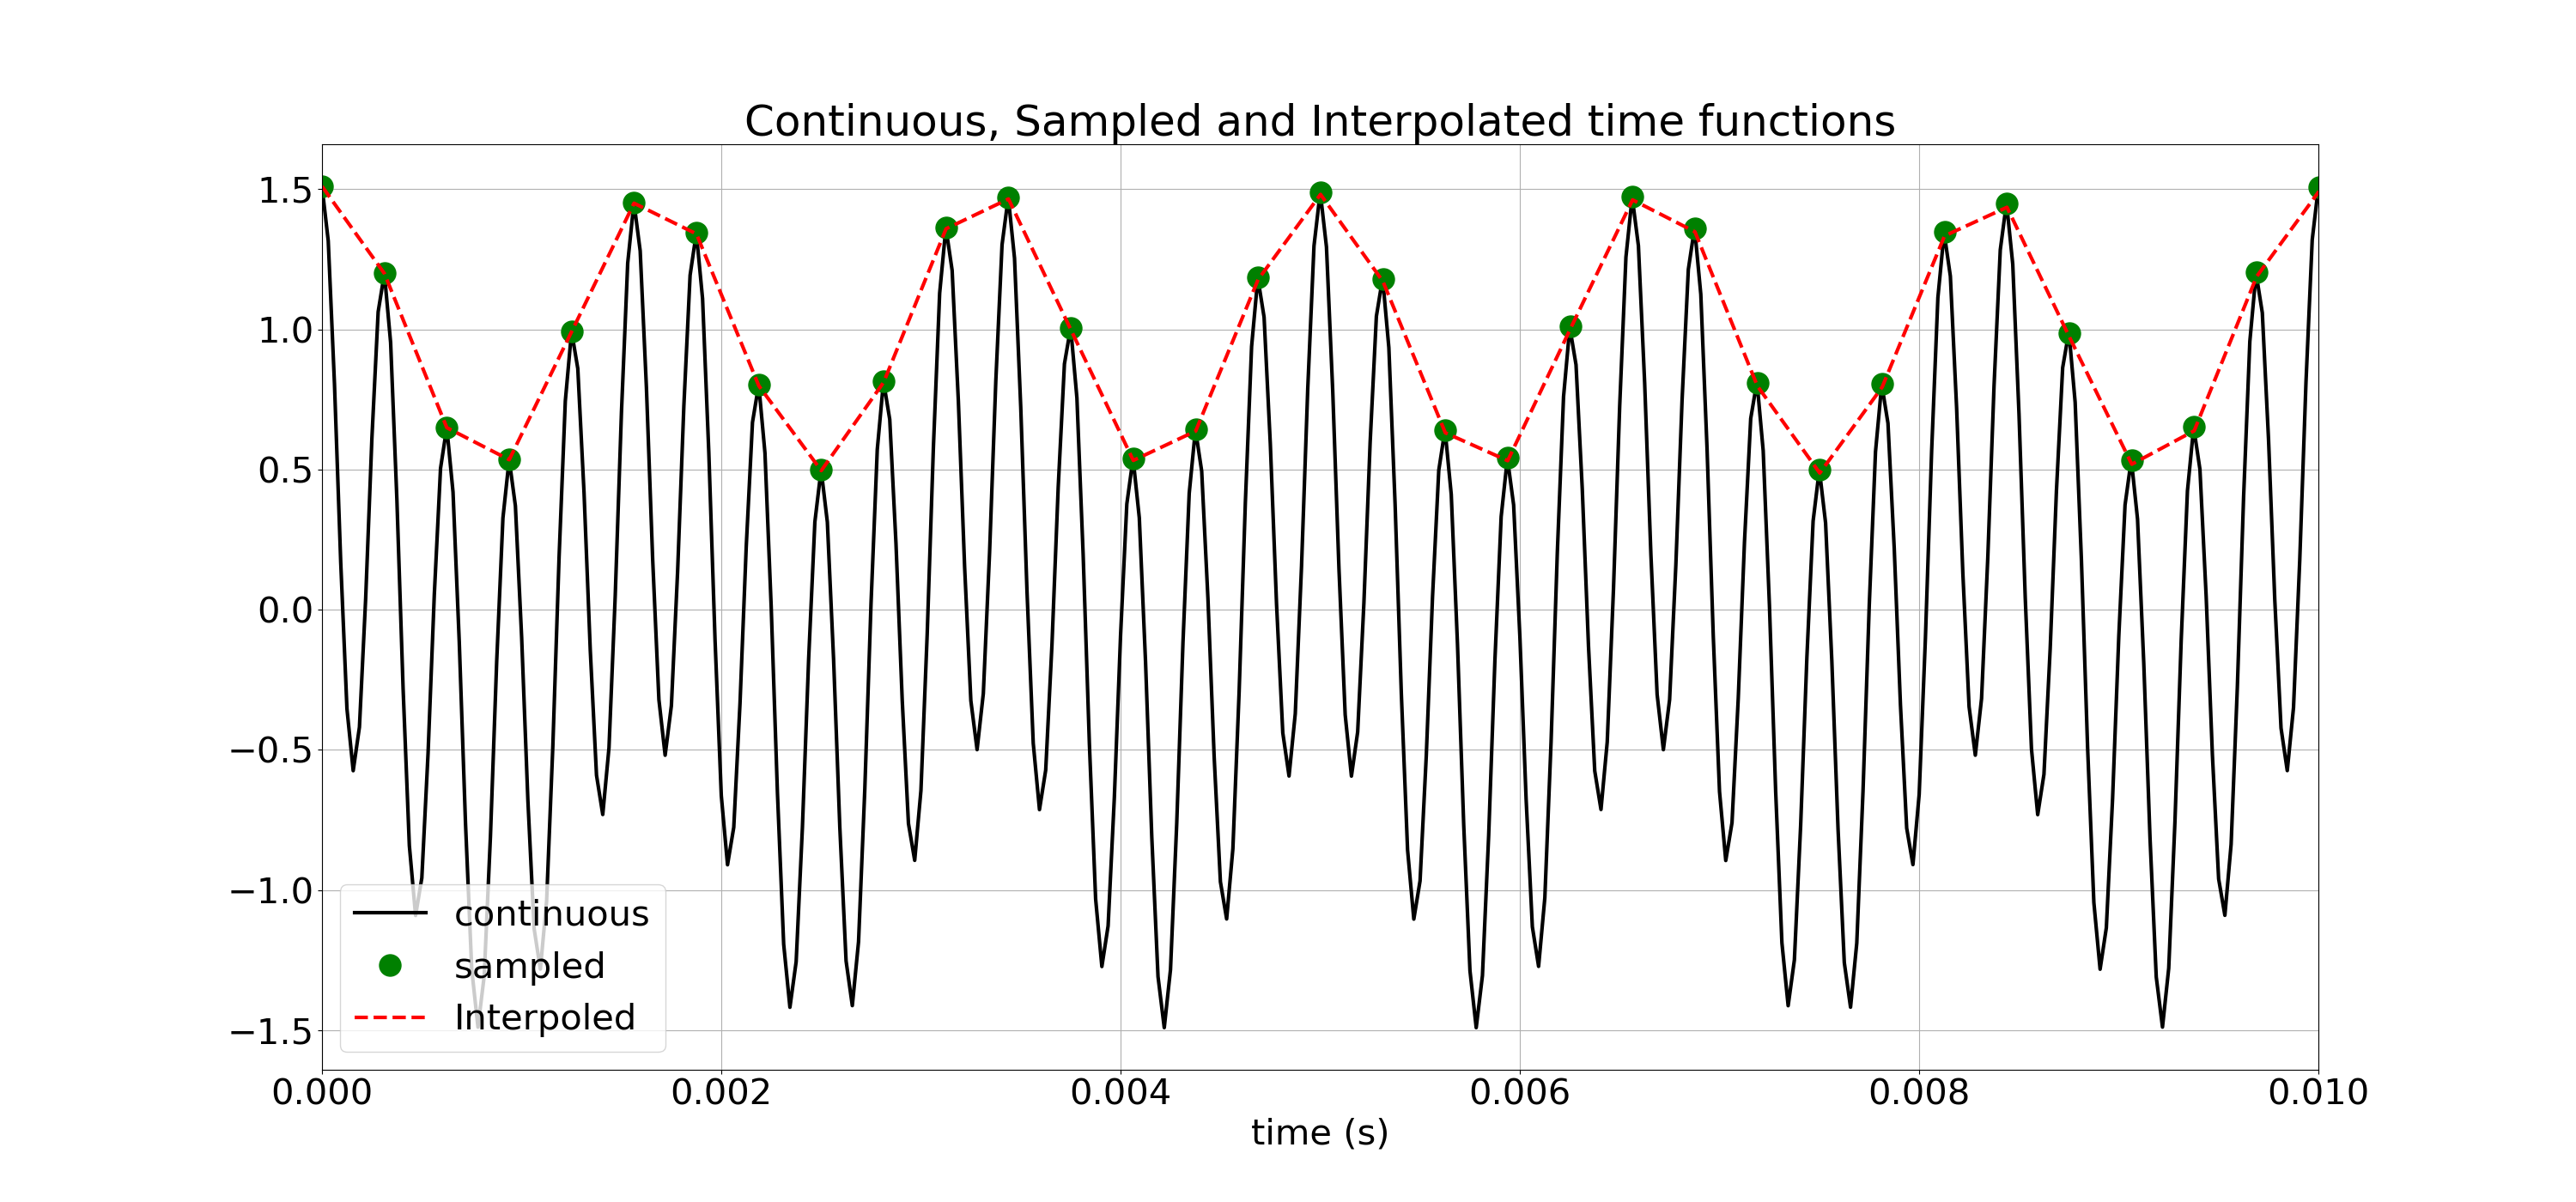 Continuous, Sampled and Interpolated time functions
1.5
1.0
0.5
0.0
−0.5
−1.0
−1.5
continuous
sampled
Interpoled
0.000 0.002 0.004 0.006 0.008 0.010
time (s)